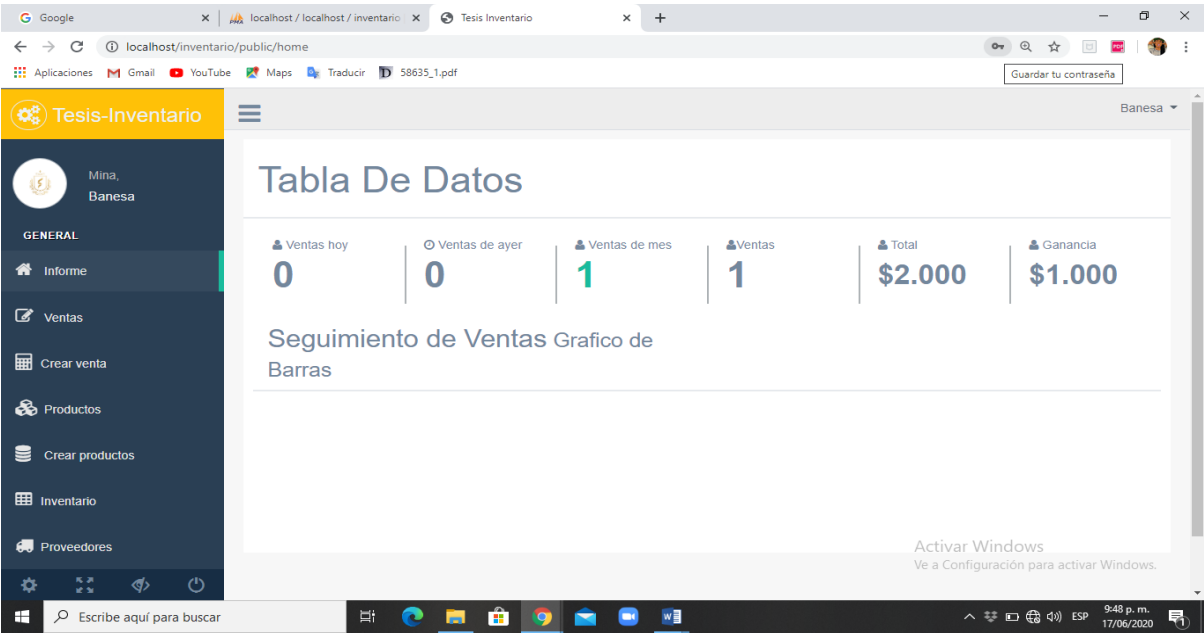 Google
localhost / localhost / inventario
Tesis Inventario
localhost/inventario/public/home
Aplicaciones
Gmail
YouTube
Maps
Traducir
58635_1.pdf
Guardar tu contraseña
Tesis-Inventario
Banesa
Mina,
Banesa
GENERAL
Informe
Ventas
Crear venta
Productos
Crear productos
Inventario
Proveedores
Tabla De Datos
Ventas hoy
0
Ventas de ayer
0
Ventas de mes
1
Ventas
1
Total
$2.000
Ganancia
$1.000
Seguimiento de Ventas Grafico de
Barras
Activar Windows
Ve a Configuración para activar Windows.
Escribe aquí para buscar
ESP
9:48 p. m.
17/06/2020